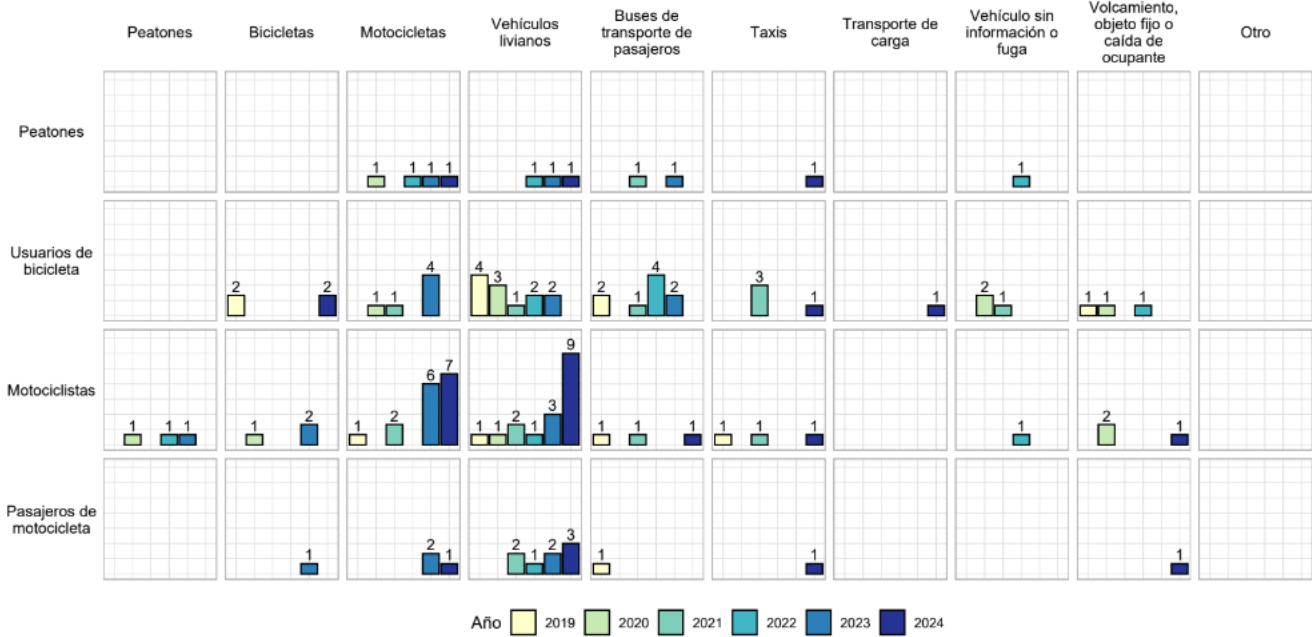 Peatones
Bicicletas
Motocicletas
Vehículos
livianos
Buses de
transporte de
pasajeros
Taxis
Transporte de
carga
Vehículo sin
información o
fuga
Volcamiento,
objeto fijo o
caída de
ocupante
Otro
Peatones
1 1 1 1 1 1 1 1 1 1 1
Usuarios de
bicicleta
2 2 1 1 4 4 3 1 2 2 2 1 4 2 3 1 1 2 1 1 1 1
Motociclistas
1 1 1 1 2 1 2 6 7 1 1 2 1 3 9 1 1 1 1 1 1 1 2 1
Pasajeros de
motocicleta
1 2 1 2 1 2 3 1 1 1
Año 2019 2020 2021 2022 2023 2024